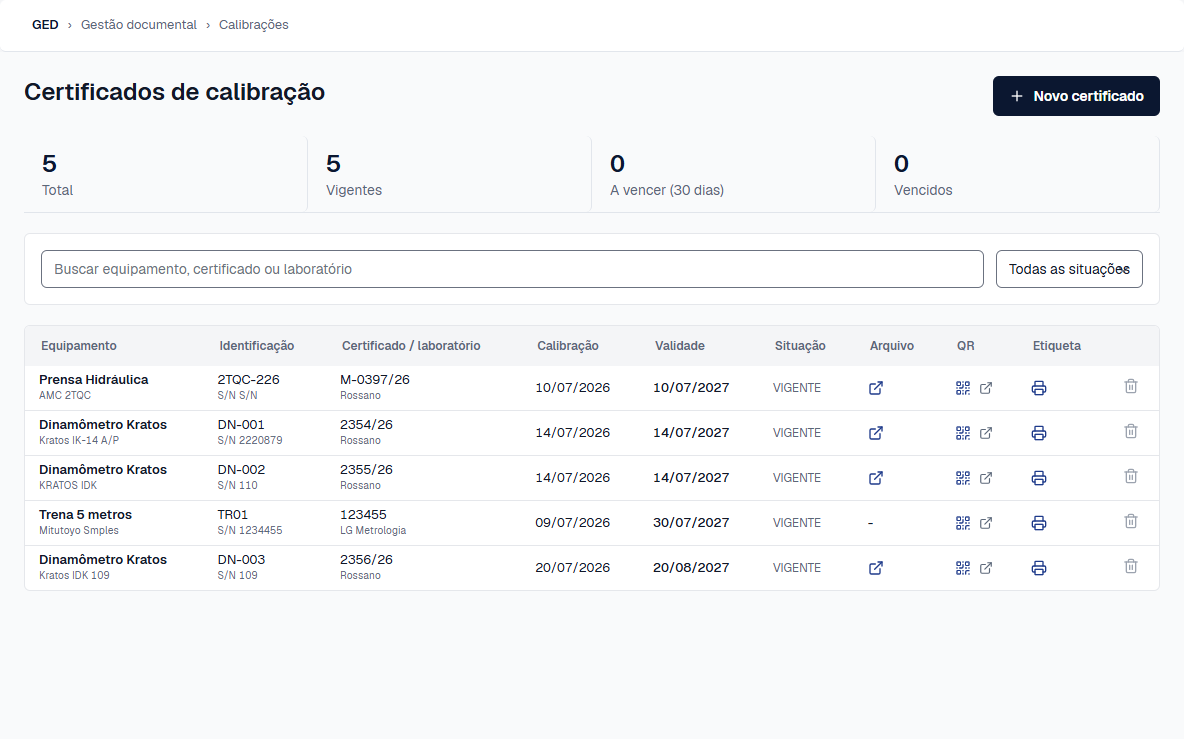 GED › Gestão documental › Calibrações
Certificados de calibração
+ Novo certificado
5 5 0 0
Total Vigentes A vencer (30 dias) Vencidos
Buscar equipamento, certificado ou laboratório Todas as situações
Equipamento Identificação Certificado / laboratório Calibração Validade Situação Arquivo QR Etiqueta
Prensa Hidráulica 2TQC-226 M-0397/26 10/07/2026 10/07/2027 VIGENTE
AMC 2TQC S/N S/N Rossano
Dinamômetro Kratos DN-001 2354/26 14/07/2026 14/07/2027 VIGENTE
Kratos IK-14 A/P S/N 2220879 Rossano
Dinamômetro Kratos DN-002 2355/26 14/07/2026 14/07/2027 VIGENTE
KRATOS IDK S/N 110 Rossano
Trena 5 metros TR01 123455 09/07/2026 30/07/2027 VIGENTE -
Mitutoyo Smples S/N 1234455 LG Metrologia
Dinamômetro Kratos DN-003 2356/26 20/07/2026 20/08/2027 VIGENTE
Kratos IDK 109 S/N 109 Rossano